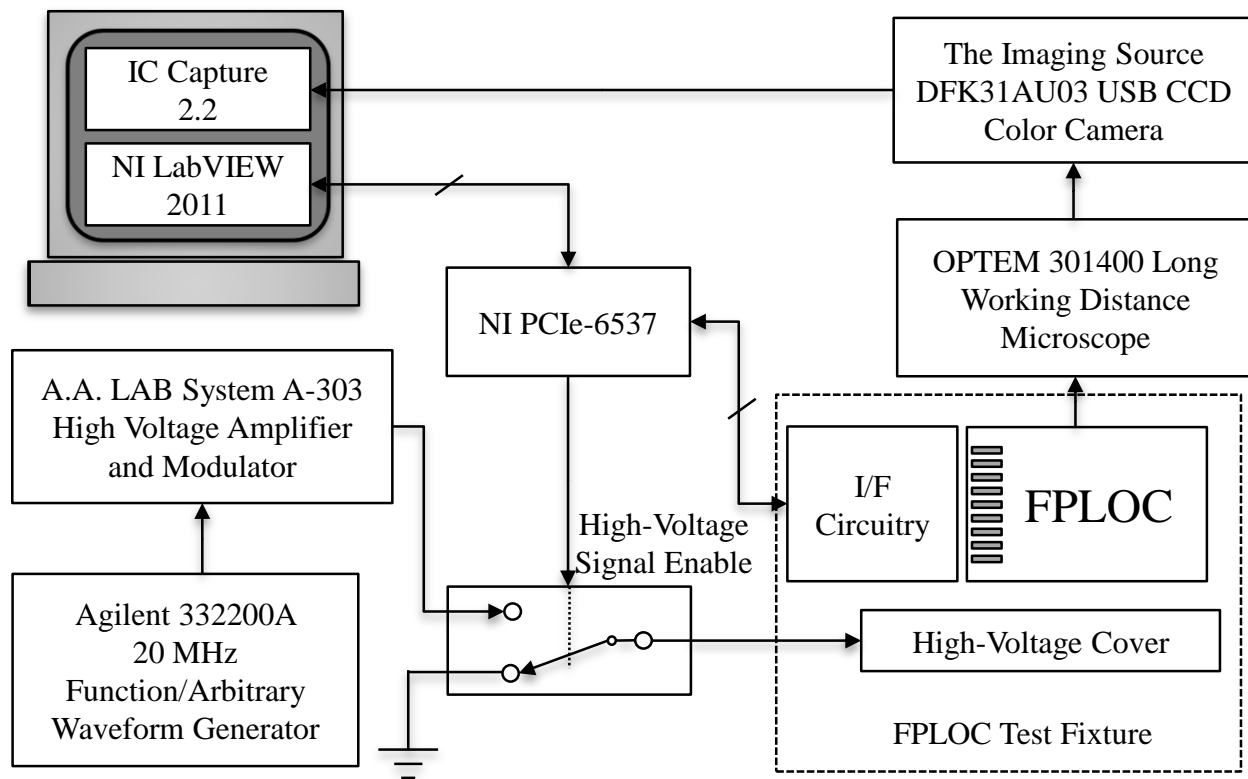 IC Capture
2.2
NI LabVIEW
2011
The Imaging Source
DFK31AU03 USB CCD
Color Camera
OPTEM 301400 Long
Working Distance
Microscope
NI PCIe-6537
A.A. LAB System A-303
High Voltage Amplifier
and Modulator
Agilent 332200A
20 MHz
Function/Arbitrary
Waveform Generator
High-Voltage
Signal Enable
I/F
Circuitry
FPLOC
High-Voltage Cover
FPLOC Test Fixture